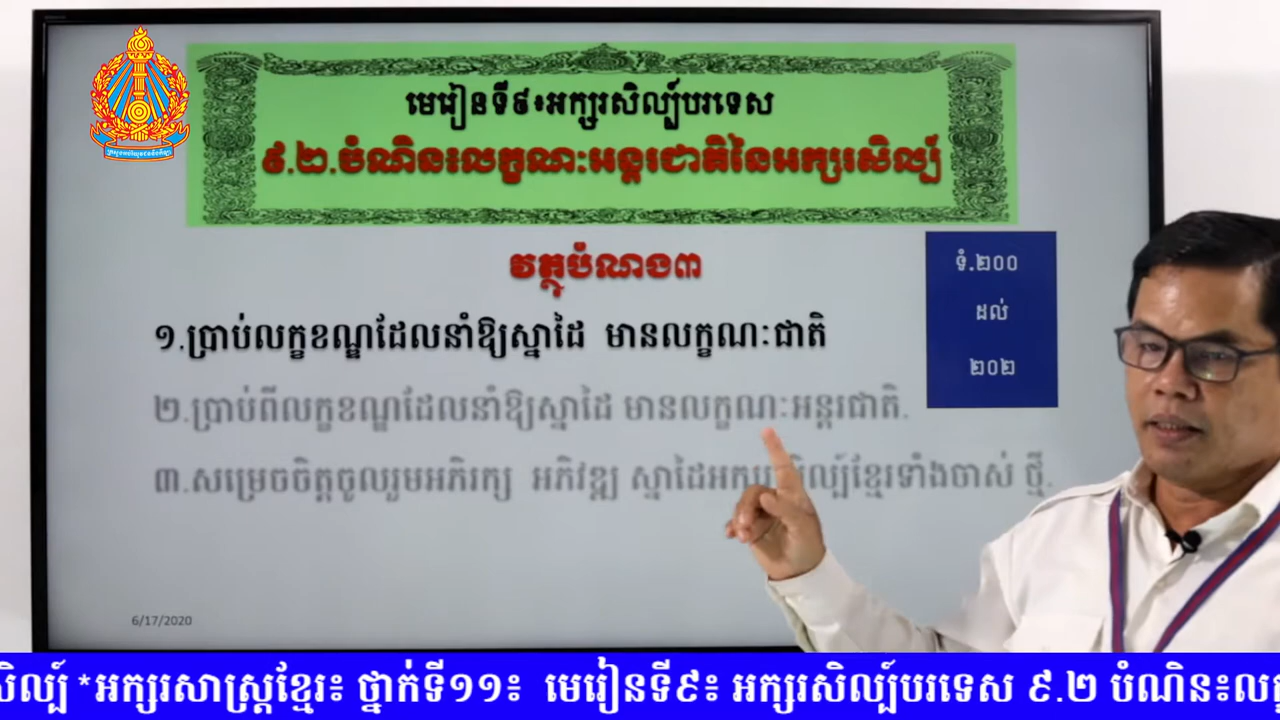 មេរៀនទី៩៖អក្សរសិល្ប៍បរទេស
៩.២.បំណិន៖លក្ខណៈអន្តរជាតិនៃអក្សរសិល្ប៍
វត្ថុបំណង៣
ទំ.២០០
ដល់
២០២
១.ប្រាប់លក្ខខណ្ឌដែលនាំឱ្យស្នាដៃ មានលក្ខណៈជាតិ
២.ប្រាប់ពីលក្ខខណ្ឌដែលនាំឱ្យស្នាដៃ មានលក្ខណៈអន្តរជាតិ.
៣.សម្រេចចិត្តចូលរួមអភិរក្ស អភិវឌ្ឍ ស្នាដៃអក្សរសិល្ប៍ខ្មែរទាំងចាស់ ថ្មី.
6/17/2020
សិល្ប៍ *អក្សរសាស្ត្រខ្មែរ៖ ថ្នាក់ទី១១៖ មេរៀនទី៩៖ អក្សរសិល្ប៍បរទេស ៩.២ បំណិន៖លក្ខ